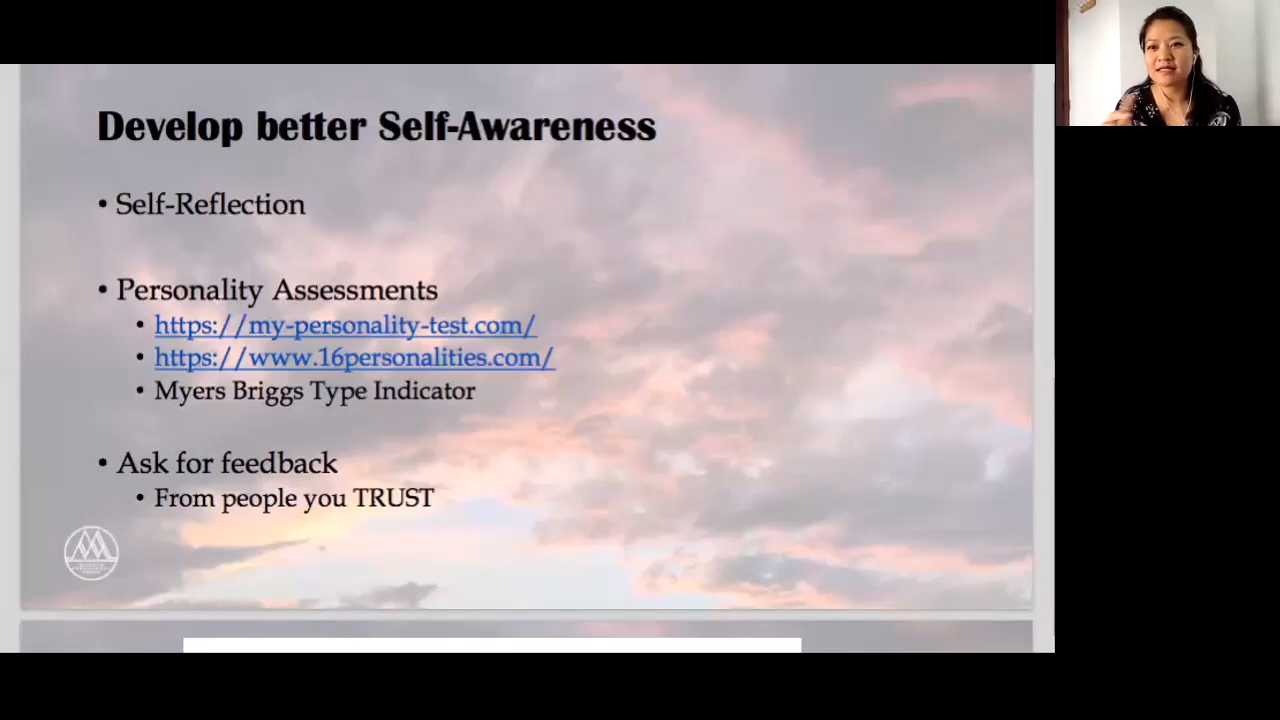 Develop better Self-Awareness
• Self-Reflection
• Personality Assessments
• https://my-personality-test.com/
• https://www.16personalities.com/
• Myers Briggs Type Indicator
• Ask for feedback
• From people you TRUST